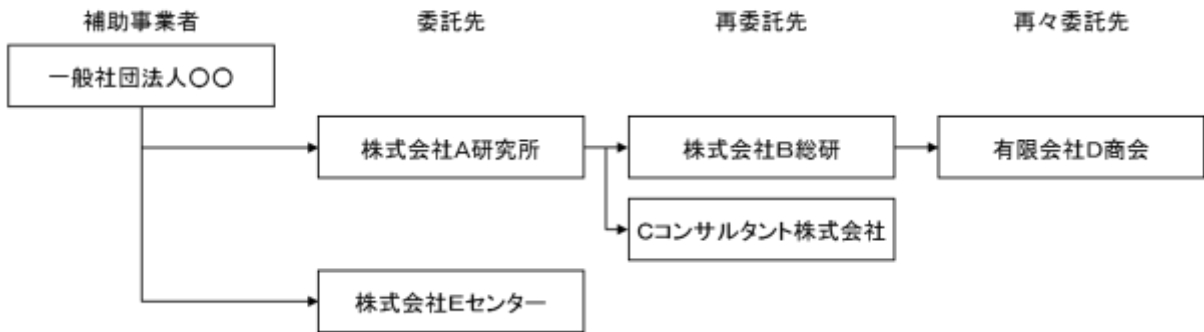 補助事業者 委託先 再委託先 再々委託先
一般社団法人〇〇
株式会社A研究所 株式会社B総研 有限会社D商会
Cコンサルタント株式会社
株式会社Eセンター